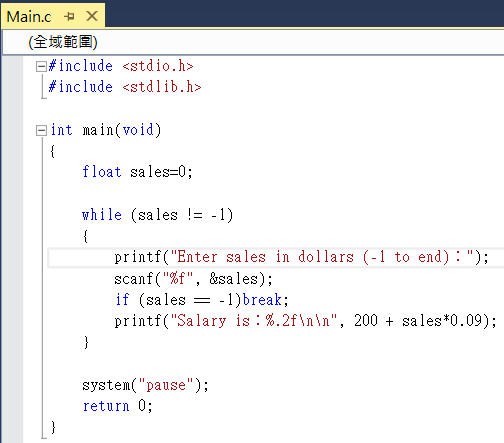 Main.c
(全域範圍)
#include <stdio.h>
#include <stdlib.h>
int main(void)
{
float sales=0;
while (sales != -1)
{
printf("Enter sales in dollars (-1 to end)：");
scanf("%f", &sales);
if (sales == -1)break;
printf("Salary is：%.2f\n\n", 200 + sales*0.09);
}
system("pause");
return 0;
}